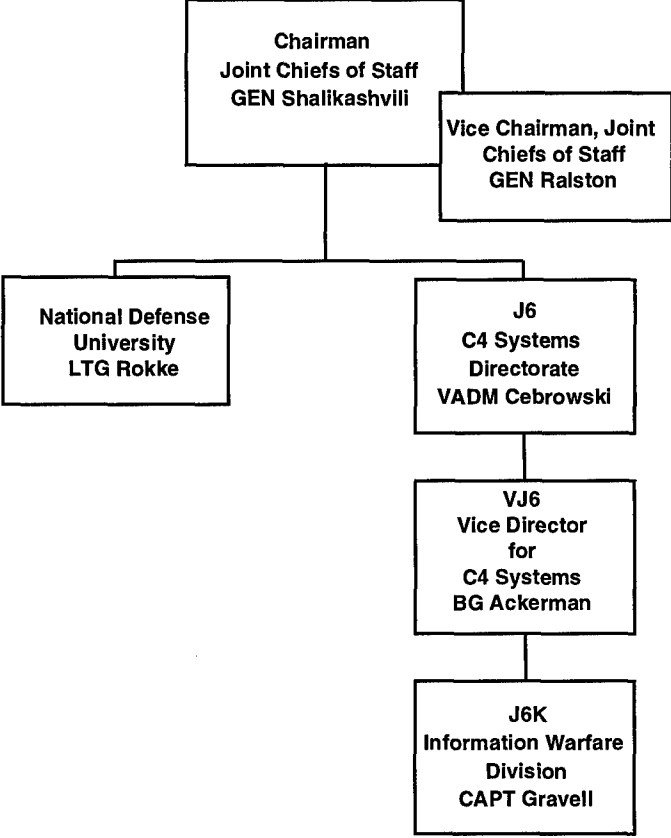 Chairman
Joint Chiefs of Staff
GEN Shalikashvili
Vice Chairman, Joint
Chiefs of Staff
GEN Ralston
National Defense
University
LTG Rokke
J6
C4 Systems
Directorate
VADM Cebrowski
VJ6
Vice Director
for
C4 Systems
BG Ackerman
J6K
Information Warfare
Division
CAPT Gravell